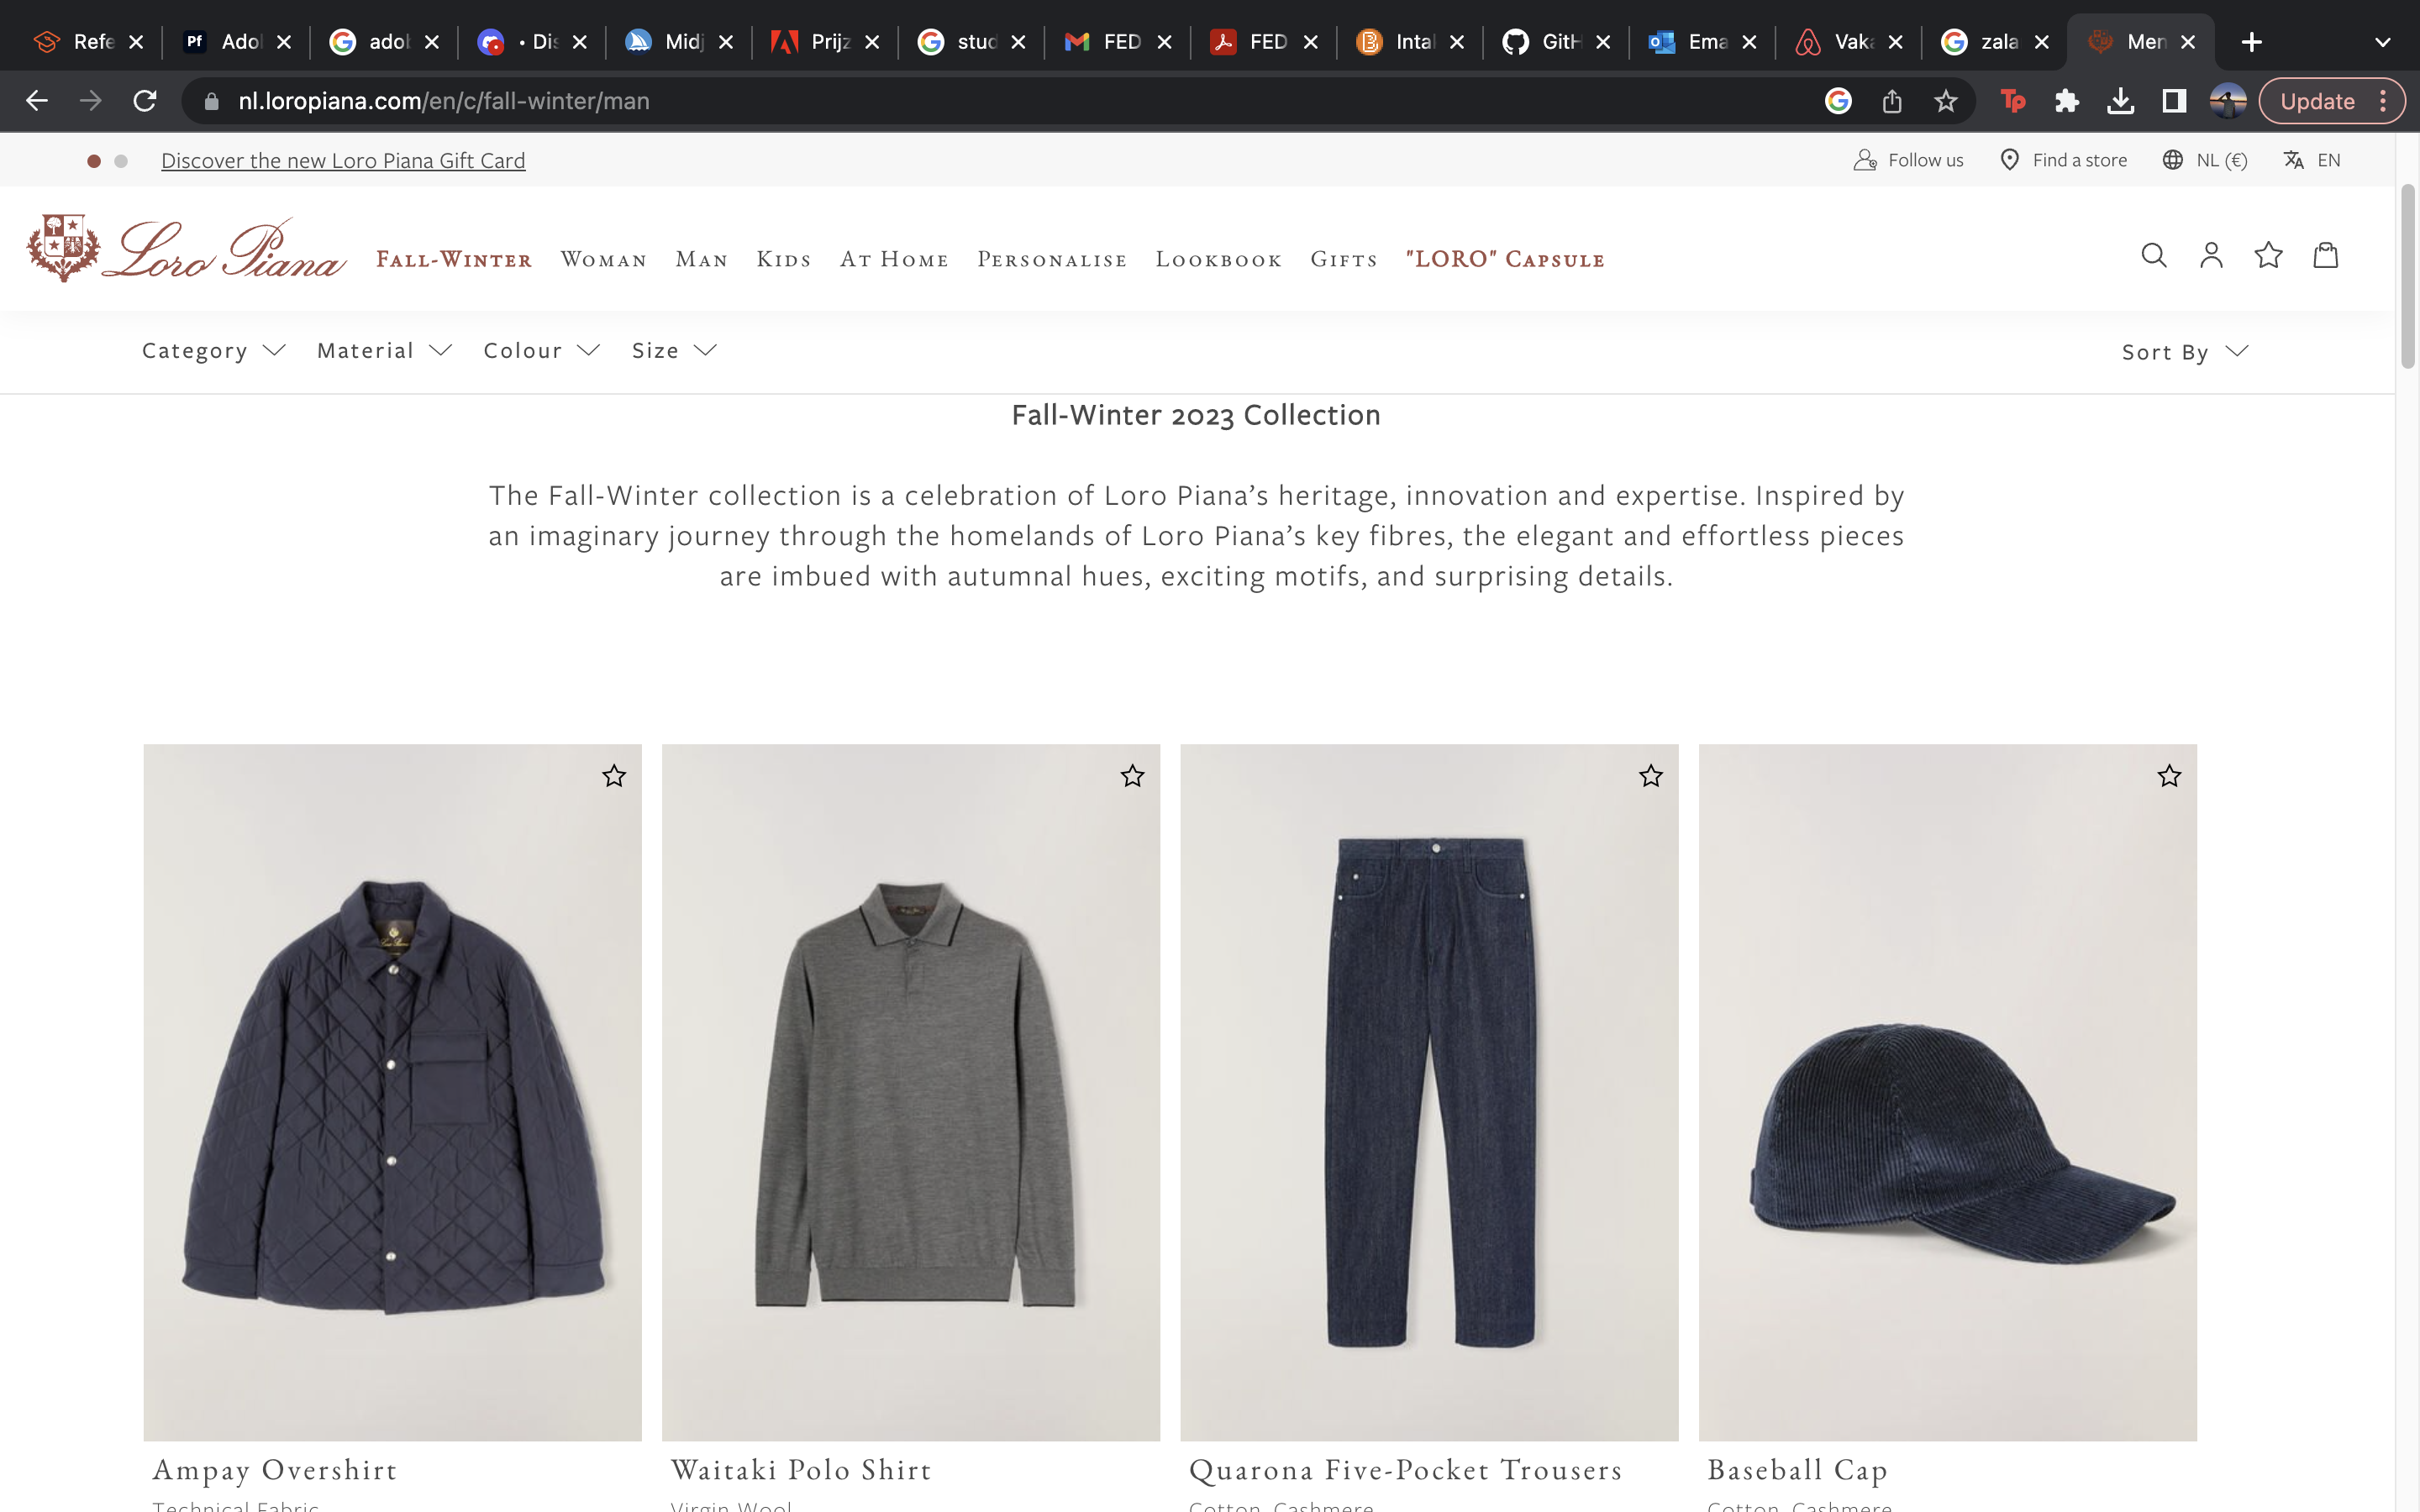 Refe
Pf Adol
adol
• Dis
Midj
Prijz
stud
FED
FED
Intal
GitH
Ema
Vaka
zala
Men
nl.loropiana.com/en/c/fall-winter/man
Tp
Update
Discover the new Loro Piana Gift Card
Follow us
Find a store
NL (€)
EN
Loro Piana
Fall-Winter
Woman
Man
Kids
At Home
Personalise
Lookbook
Gifts
"LORO" Capsule
Category
Material
Colour
Size
Sort By
Fall-Winter 2023 Collection
The Fall-Winter collection is a celebration of Loro Piana’s heritage, innovation and expertise. Inspired by
an imaginary journey through the homelands of Loro Piana’s key fibres, the elegant and effortless pieces
are imbued with autumnal hues, exciting motifs, and surprising details.
Loro Piana
Ampay Overshirt
Waitaki Polo Shirt
Quarona Five-Pocket Trousers
Baseball Cap
Technical Fabric
Virgin Wool
Cotton, Cashmere
Cotton, Cashmere